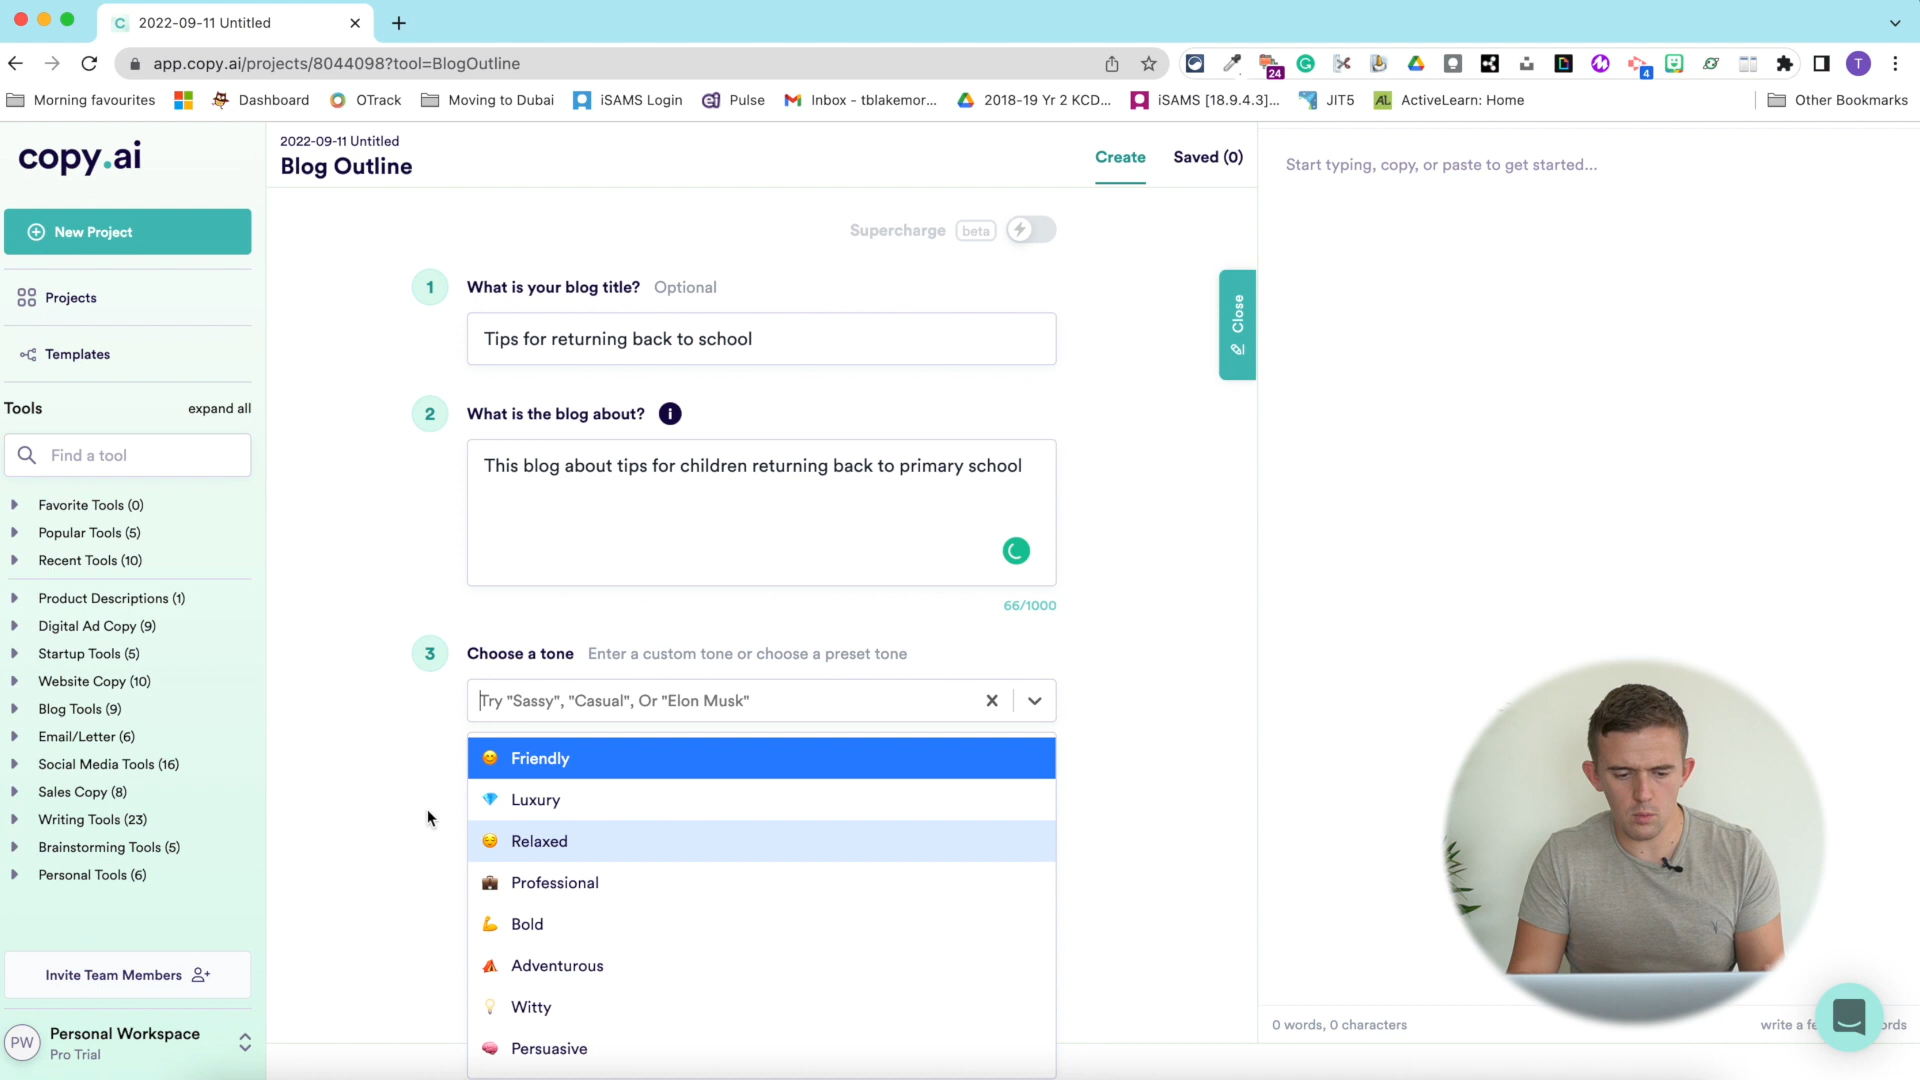 2022-09-11 Untitled
app.copy.ai/projects/8044098?tool=BlogOutline
24
4
T
Morning favourites
Dashboard
OTrack
Moving to Dubai
iSAMS Login
Pulse
Inbox - tblakemor...
2018-19 Yr 2 KCD...
iSAMS [18.9.4.3]...
JIT5
ActiveLearn: Home
Other Bookmarks
copy.ai
New Project
Projects
Templates
Tools
expand all
Find a tool
Favorite Tools (0)
Popular Tools (5)
Recent Tools (10)
Product Descriptions (1)
Digital Ad Copy (9)
Startup Tools (5)
Website Copy (10)
Blog Tools (9)
Email/Letter (6)
Social Media Tools (16)
Sales Copy (8)
Writing Tools (23)
Brainstorming Tools (5)
Personal Tools (6)
Invite Team Members
PW
Personal Workspace
Pro Trial
2022-09-11 Untitled
Blog Outline
Create
Saved (0)
Supercharge beta
1 What is your blog title? Optional
Tips for returning back to school
2 What is the blog about? i
This blog about tips for children returning back to primary school
66/1000
3 Choose a tone Enter a custom tone or choose a preset tone
Try "Sassy", "Casual", Or "Elon Musk"
Friendly
Luxury
Relaxed
Professional
Bold
Adventurous
Witty
Persuasive
Close
Start typing, copy, or paste to get started...
0 words, 0 characters
write a fe
rds